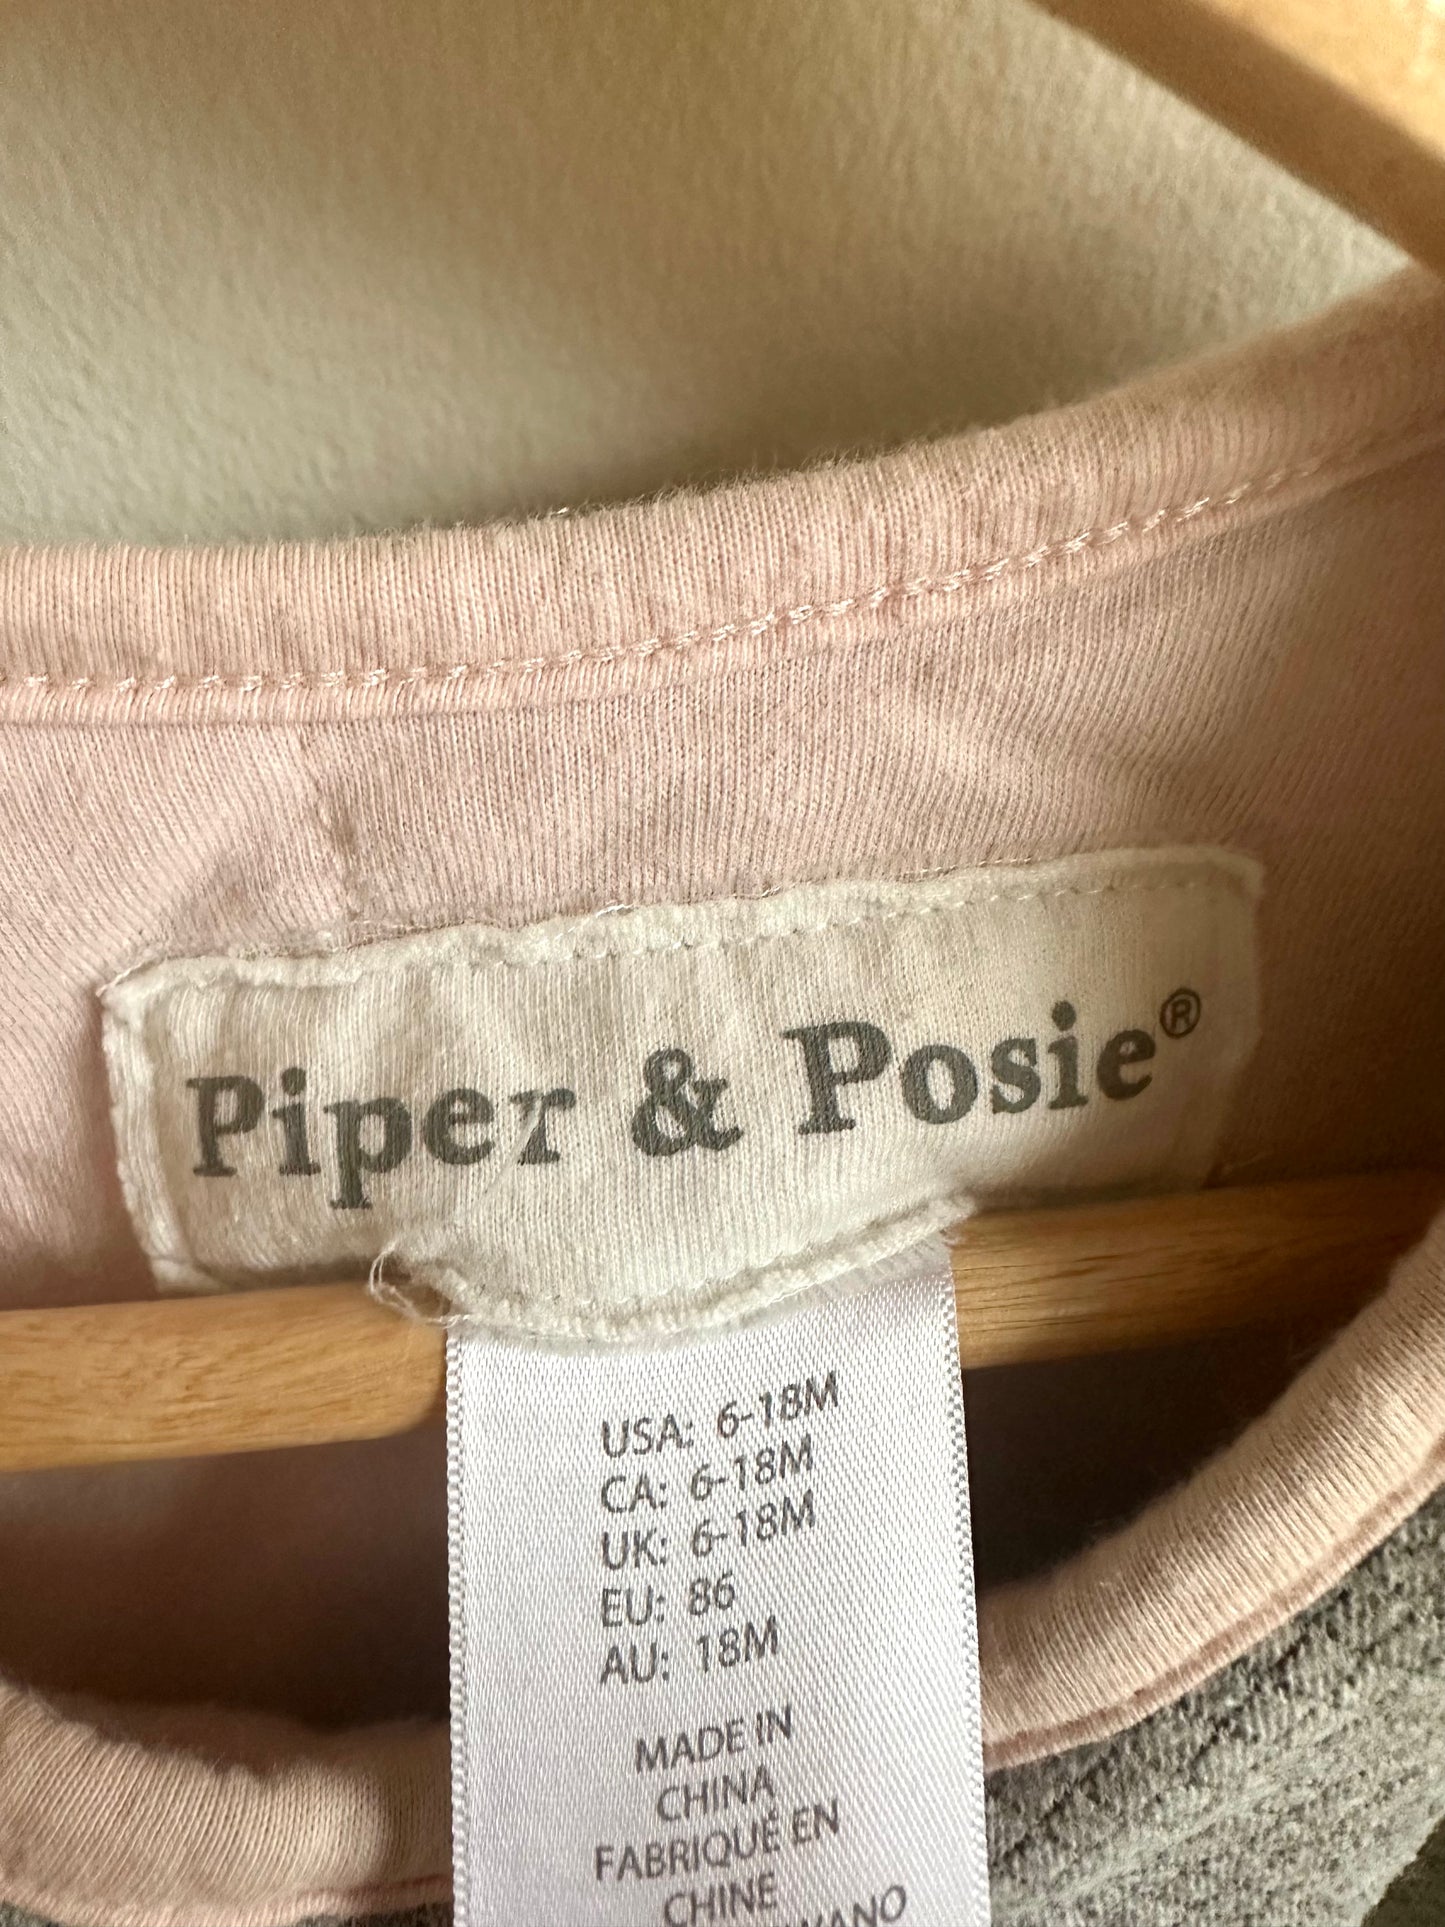 Piper & Posie®
USA: 6-18M
CA: 6-18M
UK: 6-18M
EU: 86
AU: 18M
MADE IN
CHINA
FABRIQUÉ EN
CHINE